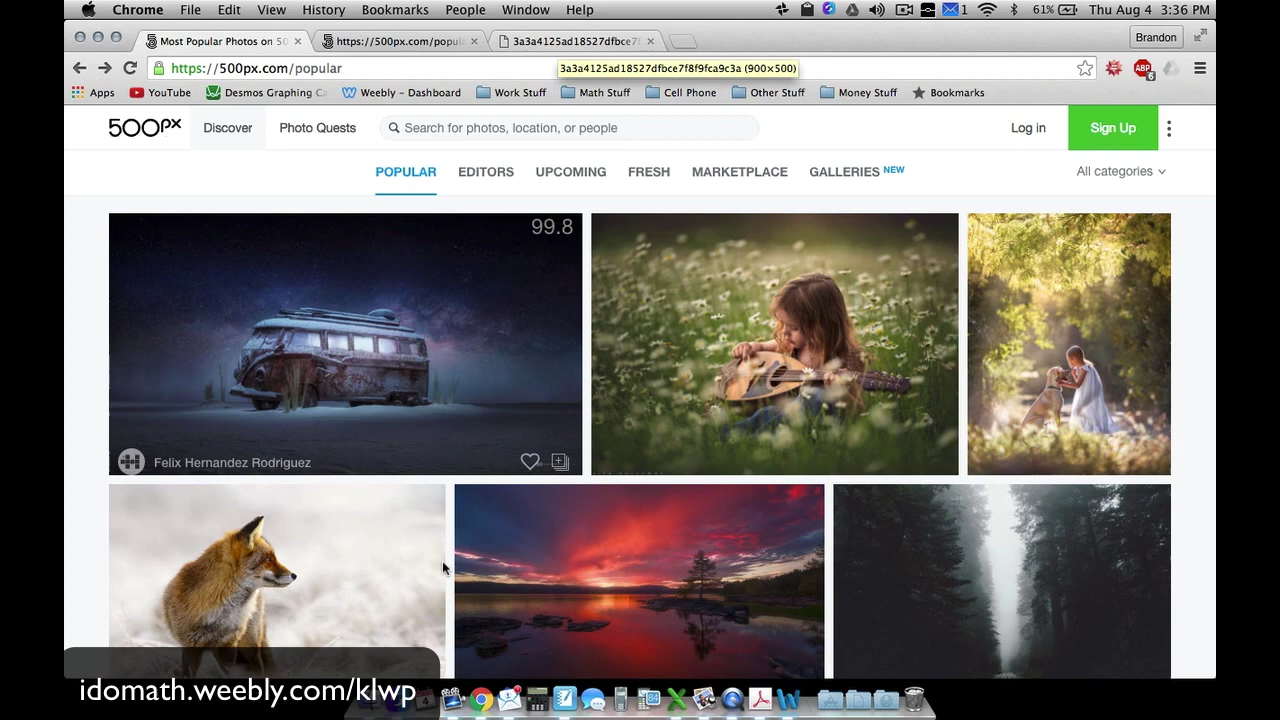 Chrome File Edit View History Bookmarks People Window Help 1 61% Thu Aug 4 3:36 PM
Most Popular Photos on 50 https://500px.com/popula 3a3a4125ad18527dfbce7f Brandon
https://500px.com/popular
3a3a4125ad18527dfbce7f8f9fca9c3a (900×500)
ABP 6
Apps YouTube Desmos Graphing Ca Weebly - Dashboard Work Stuff Math Stuff Cell Phone Other Stuff Money Stuff Bookmarks
500px Discover Photo Quests Search for photos, location, or people Log in Sign Up
POPULAR EDITORS UPCOMING FRESH MARKETPLACE GALLERIES NEW All categories
99.8
Felix Hernandez Rodriguez
idomath.weebly.com/klwp